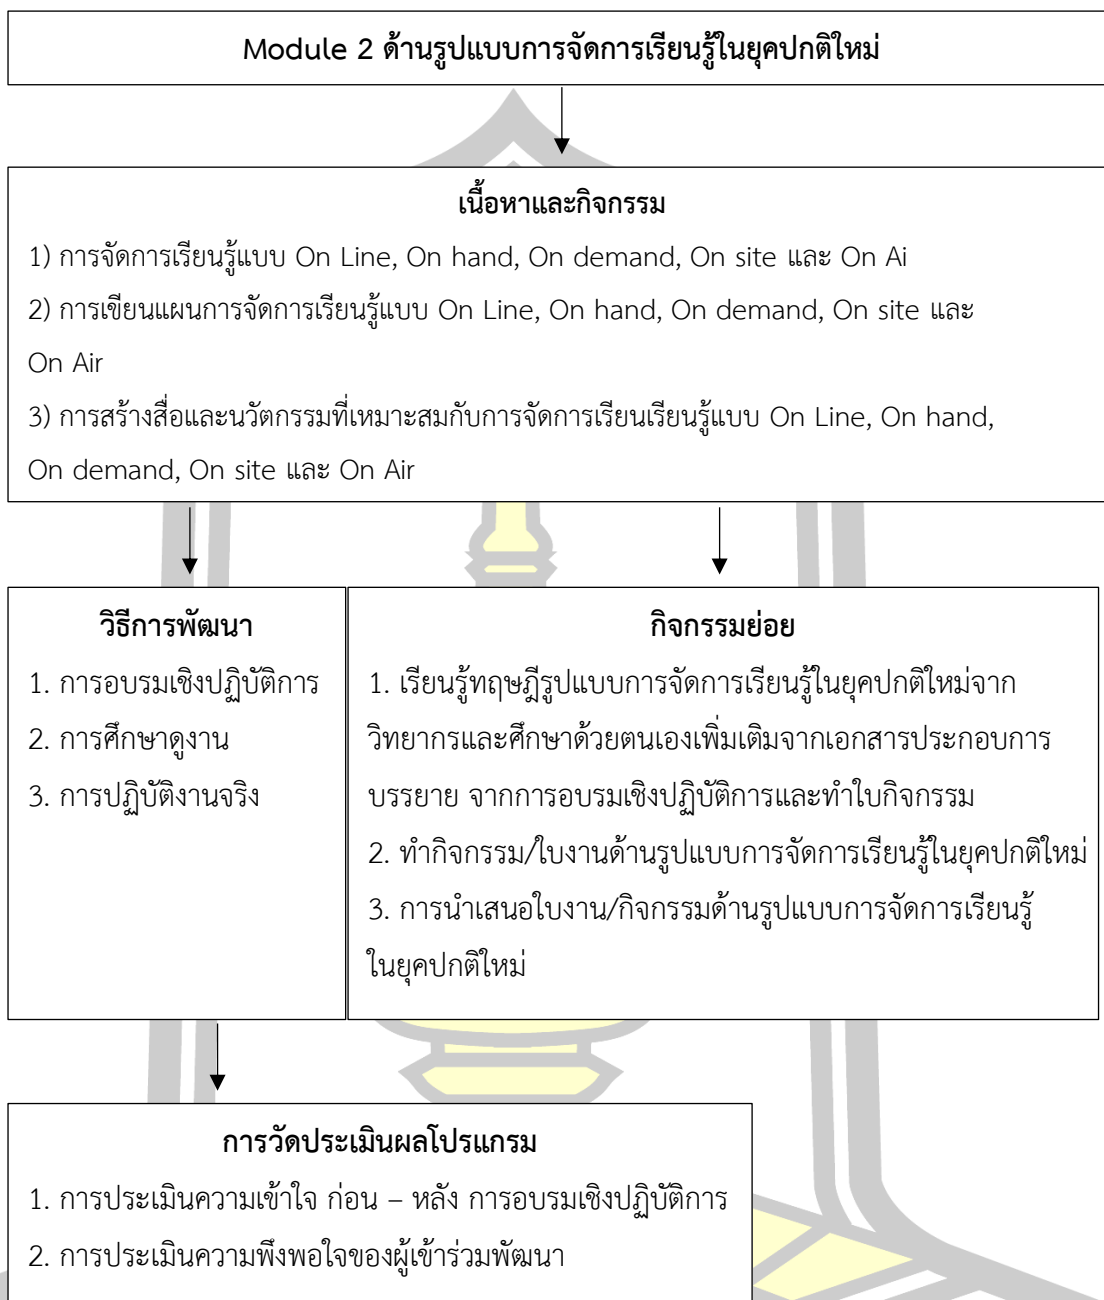 Module 2 ด้านรูปแบบการจัดการเรียนรู้ในยุคปกติใหม่
เนื้อหาและกิจกรรม
1) การจัดการเรียนรู้แบบ On Line, On hand, On demand, On site และ On Ai
2) การเขียนแผนการจัดการเรียนรู้แบบ On Line, On hand, On demand, On site และ
On Air
3) การสร้างสื่อและนวัตกรรมที่เหมาะสมกับการจัดการเรียนเรียนรู้แบบ On Line, On hand,
On demand, On site และ On Air
วิธีการพัฒนา
1. การอบรมเชิงปฏิบัติการ
2. การศึกษาดูงาน
3. การปฏิบัติงานจริง
กิจกรรมย่อย
1. เรียนรู้ทฤษฎีรูปแบบการจัดการเรียนรู้ในยุคปกติใหม่จาก
วิทยากรและศึกษาด้วยตนเองเพิ่มเติมจากเอกสารประกอบการ
บรรยาย จากการอบรมเชิงปฏิบัติการและทำใบกิจกรรม
2. ทำกิจกรรม/ใบงานด้านรูปแบบการจัดการเรียนรู้ในยุคปกติใหม่
3. การนำเสนอใบงาน/กิจกรรมด้านรูปแบบการจัดการเรียนรู้
ในยุคปกติใหม่
การวัดประเมินผลโปรแกรม
1. การประเมินความเข้าใจ ก่อน – หลัง การอบรมเชิงปฏิบัติการ
2. การประเมินความพึงพอใจของผู้เข้าร่วมพัฒนา